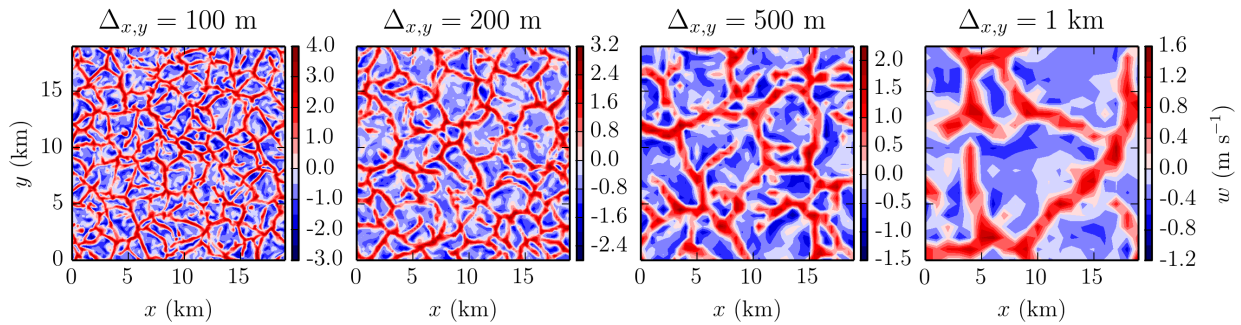 Δx,y = 100 m
Δx,y = 200 m
Δx,y = 500 m
Δx,y = 1 km
15
10
5
0
y (km)
0 5 10 15
x (km)
4.0
3.0
2.0
1.0
0.0
-1.0
-2.0
-3.0
0 5 10 15
x (km)
3.2
2.4
1.6
0.8
0.0
-0.8
-1.6
-2.4
0 5 10 15
x (km)
2.0
1.5
1.0
0.5
0.0
-0.5
-1.0
-1.5
0 5 10 15
x (km)
1.6
1.2
0.8
0.4
0.0
-0.4
-0.8
-1.2
w (m s⁻¹)